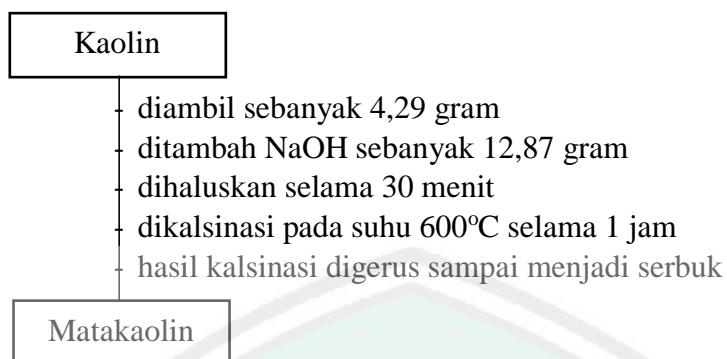 Kaolin
- diambil sebanyak 4,29 gram
- ditambah NaOH sebanyak 12,87 gram
- dihaluskan selama 30 menit
- dikalsinasi pada suhu 600°C selama 1 jam
- hasil kalsinasi digerus sampai menjadi serbuk
Matakaolin